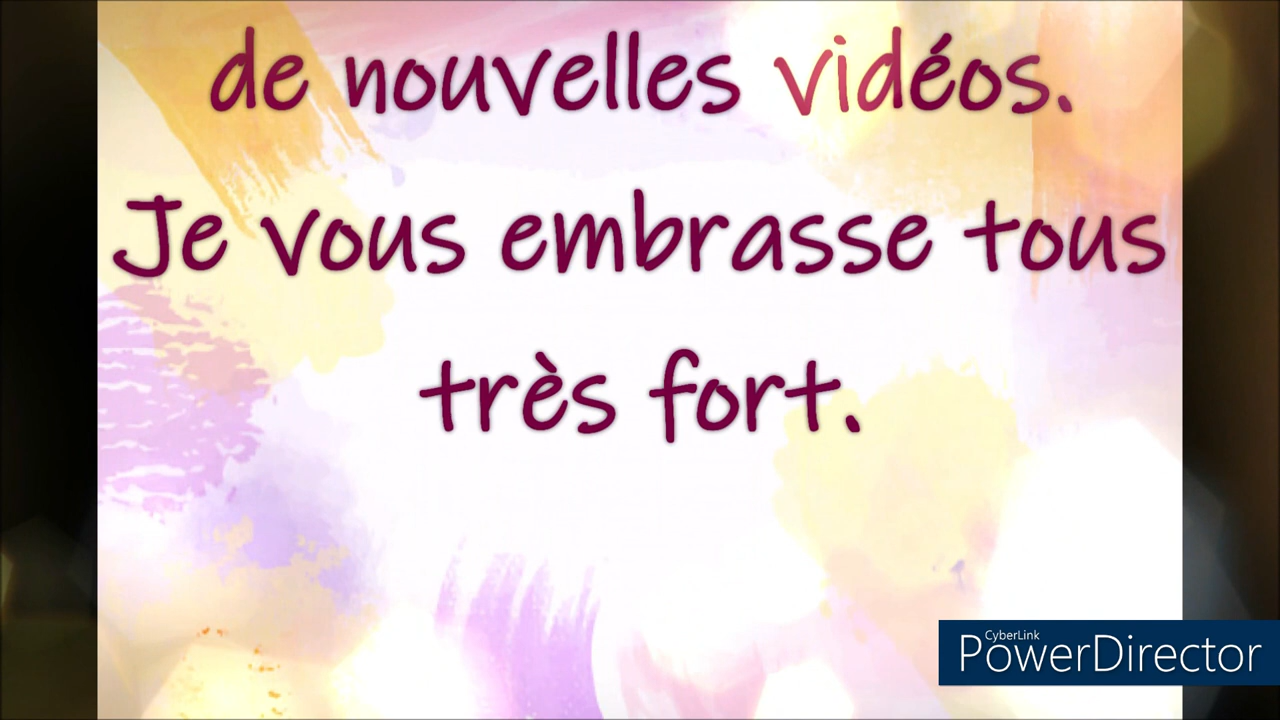 de nouvelles vidéos.
Je vous embrasse tous
très fort.
CyberLink
PowerDirector